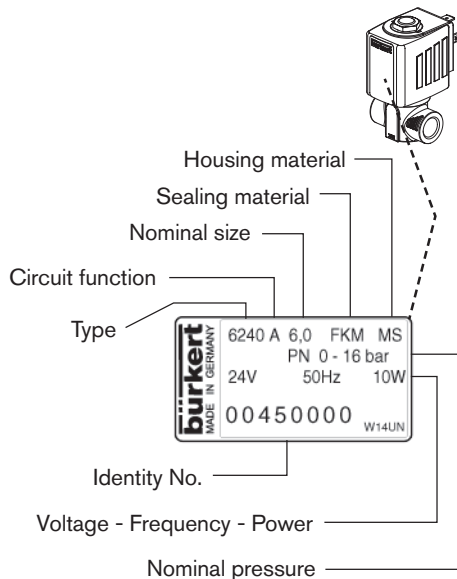 Housing material
Sealing material
Nominal size
Circuit function
Type
burkert
MADE IN GERMANY
6240 A 6,0 FKM MS
PN 0 - 16 bar
24V 50Hz 10W
00450000
W14UN
Identity No.
Voltage - Frequency - Power
Nominal pressure